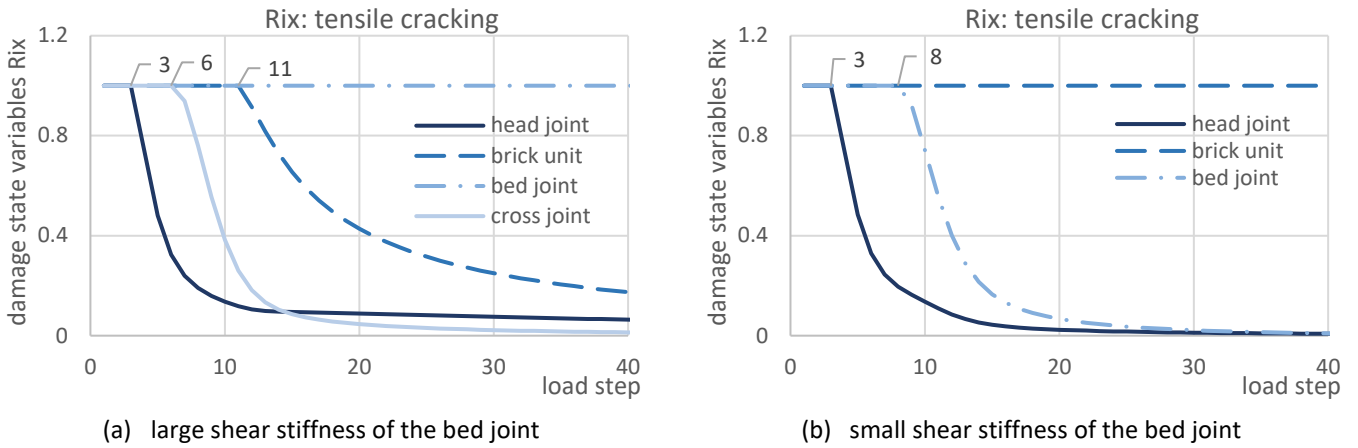 Rix: tensile cracking
damage state variables Rix
1.2
1
0.8
0.4
0
3
6
11
head joint
brick unit
bed joint
cross joint
0
10
20
30
40
load step
(a) large shear stiffness of the bed joint
Rix: tensile cracking
damage state variables Rix
1.2
1
0.8
0.4
0
3
8
head joint
brick unit
bed joint
0
10
20
30
40
load step
(b) small shear stiffness of the bed joint